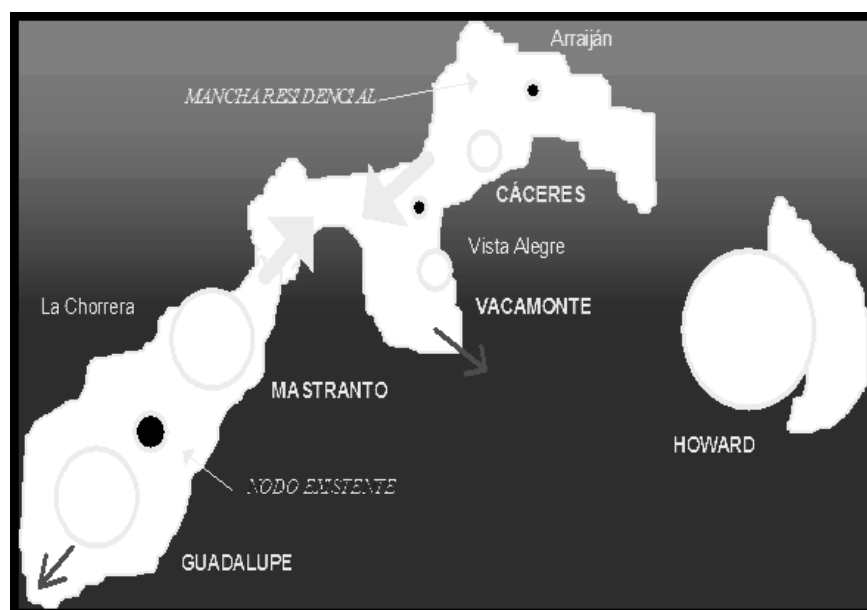 Arraiján
MANCHA RESIDENCIAL
CÁCERES
Vista Alegre
La Chorrera
VACAMONTE
MASTRANTO
HOWARD
NODO EXISTENTE
GUADALUPE